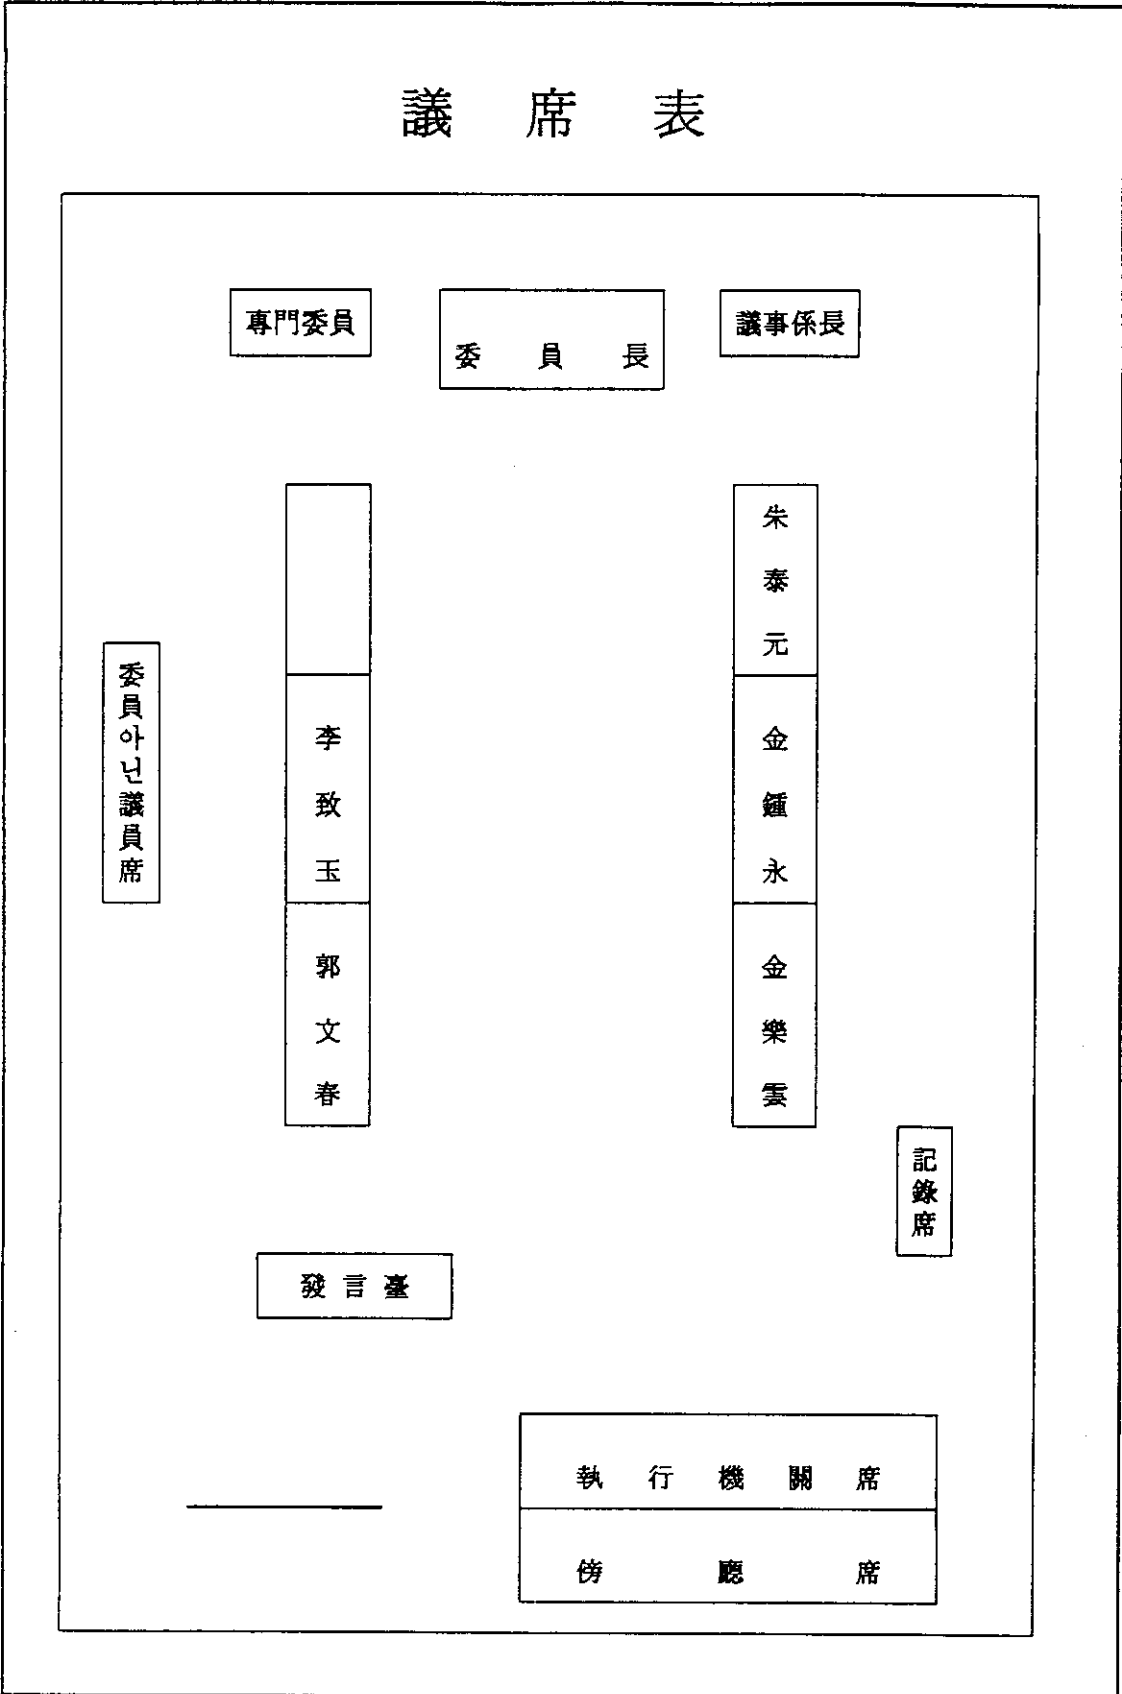 議席表
專門委員
委員長
議事係長
朱泰元
委員아닌議員席
李致玉
金鍾永
郭文春
金樂雲
記錄席
發言臺
執行機關席
傍聽席